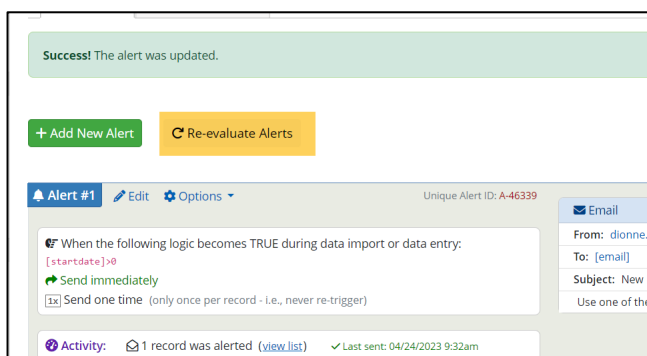 Success! The alert was updated.
+ Add New Alert
Re-evaluate Alerts
Alert #1
Edit
Options
Unique Alert ID: A-46339
When the following logic becomes TRUE during data import or data entry:
[startdate]>0
Send immediately
1x Send one time (only once per record - i.e., never re-trigger)
Activity:
1 record was alerted (view list)
Last sent: 04/24/2023 9:32am
Email
From: dionne.
To: [email]
Subject: New
Use one of the